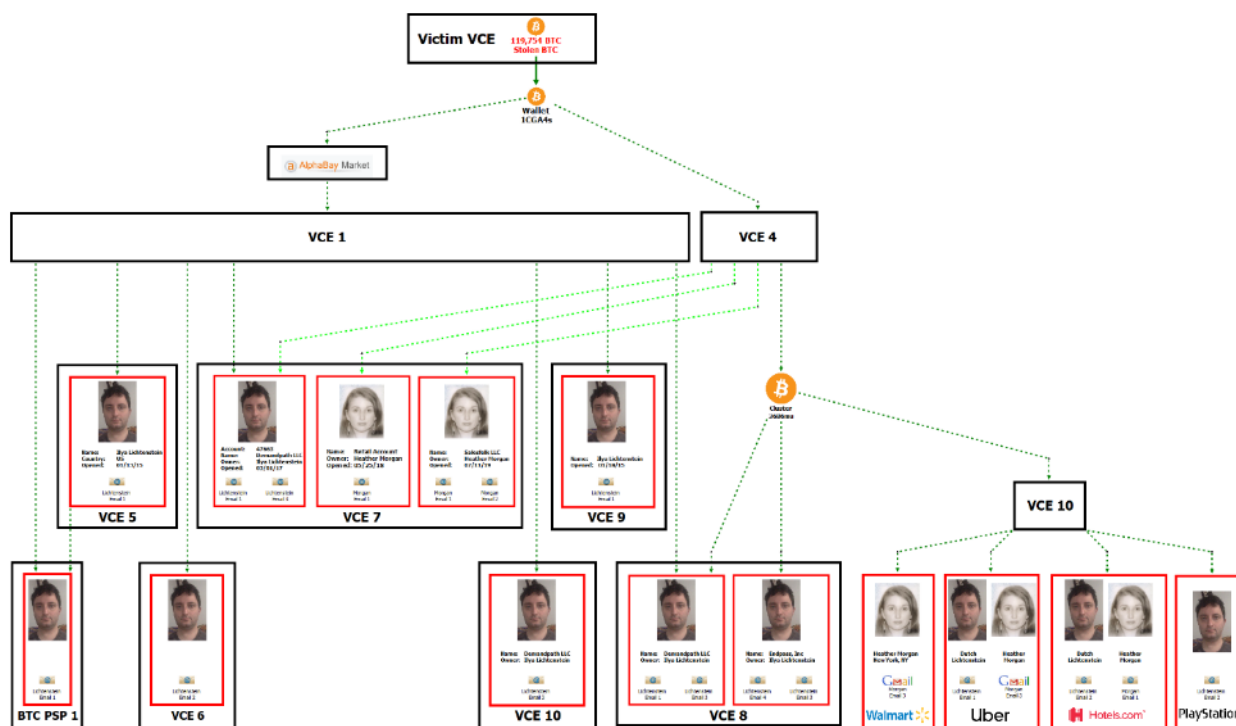 Victim VCE
119,754 BTC
Stolen BTC
Wallet
1CGA4s
AlphaBay Market
VCE 1
VCE 4
Name: Ilya Lichtenstein
Country: US
Opened:
Lichtenstein
Email 1
VCE 5
Account:
Name: Demandpath LLC
Owner: Ilya Lichtenstein
Opened:
Lichtenstein
Email 1
Lichtenstein
Name: Retail Account
Owner: Heather Morgan
Opened: 05/25/18
Morgan
Email 1
Name: Salesfolk LLC
Owner: Heather Morgan
Opened:
Morgan
Email 1
Morgan
Email 2
VCE 7
Name: Ilya Lichtenstein
Opened:
Lichtenstein
Email 1
VCE 9
Cluster
VCE 10
Lichtenstein
Email 1
BTC PSP 1
Lichtenstein
Email 2
VCE 6
Name: Demandpath LLC
Owner: Ilya Lichtenstein
Lichtenstein
Email 2
VCE 10
Name: Demandpath LLC
Owner: Ilya Lichtenstein
Lichtenstein
Email 1
Lichtenstein
Email 3
Name: Endpass, Inc
Owner: Ilya Lichtenstein
Lichtenstein
Email 4
Lichtenstein
VCE 8
Heather Morgan
New York, NY
Gmail
Morgan
Email 3
Walmart
Dutch
Lichtenstein
Heather
Morgan
Lichtenstein
Email 1
Gmail
Morgan
Email 3
Uber
Dutch
Lichtenstein
Heather
Morgan
Lichtenstein
Email 2
Morgan
Email 1
Hotels.com
Lichtenstein
Email 2
PlayStation